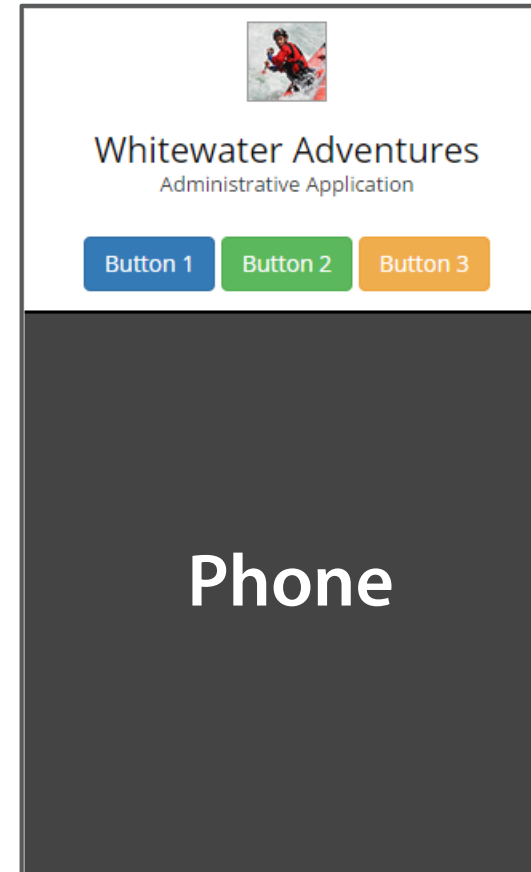 Whitewater Adventures
Administrative Application
Button 1 Button 2 Button 3
Phone